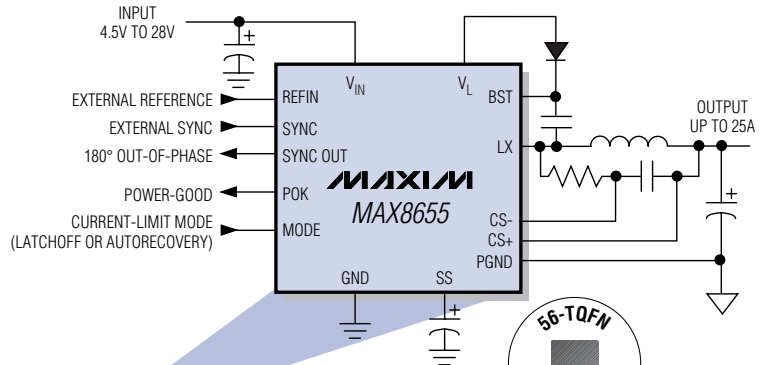 INPUT
4.5V TO 28V
EXTERNAL REFERENCE
EXTERNAL SYNC
180° OUT-OF-PHASE
POWER-GOOD
CURRENT-LIMIT MODE
(LATCHOFF OR AUTORECOVERY)
VIN
VL
REFIN
SYNC
SYNC OUT
POK
MODE
MAXIM
MAX8655
GND
SS
BST
LX
CS-
CS+
PGND
OUTPUT
UP TO 25A
+
+
+
56-TQFN